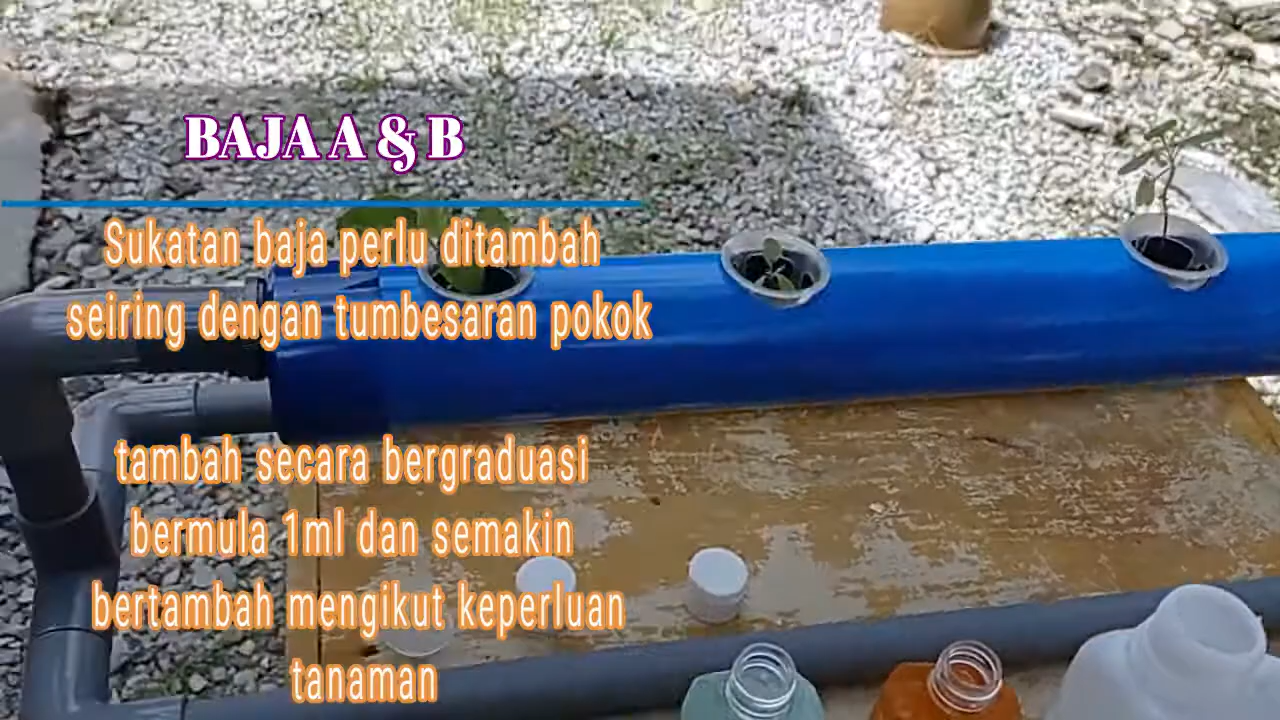 BAJA A & B
Sukatan baja perlu ditambah
seiring dengan tumbesaran pokok
tambah secara bergraduasi
bermula 1ml dan semakin
bertambah mengikut keperluan
tanaman